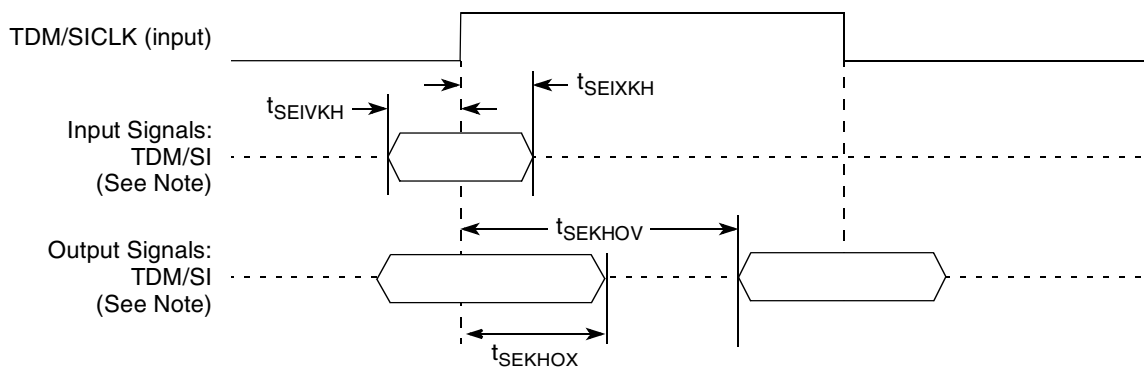 TDM/SICLK (input)
tSEIXKH
tSEIVKH
Input Signals:
TDM/SI
(See Note)
tSEKHOV
Output Signals:
TDM/SI
(See Note)
tSEKHOX